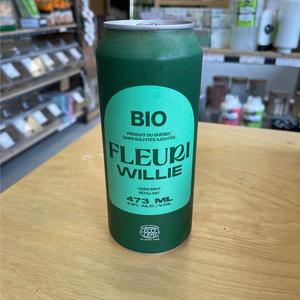 BIO
PRODUIT DU QUÉBEC
SANS SULFITES AJOUTÉS
FLEURI
WILLIE
CIDRE BRUT
PÉTILLANT
473 ML